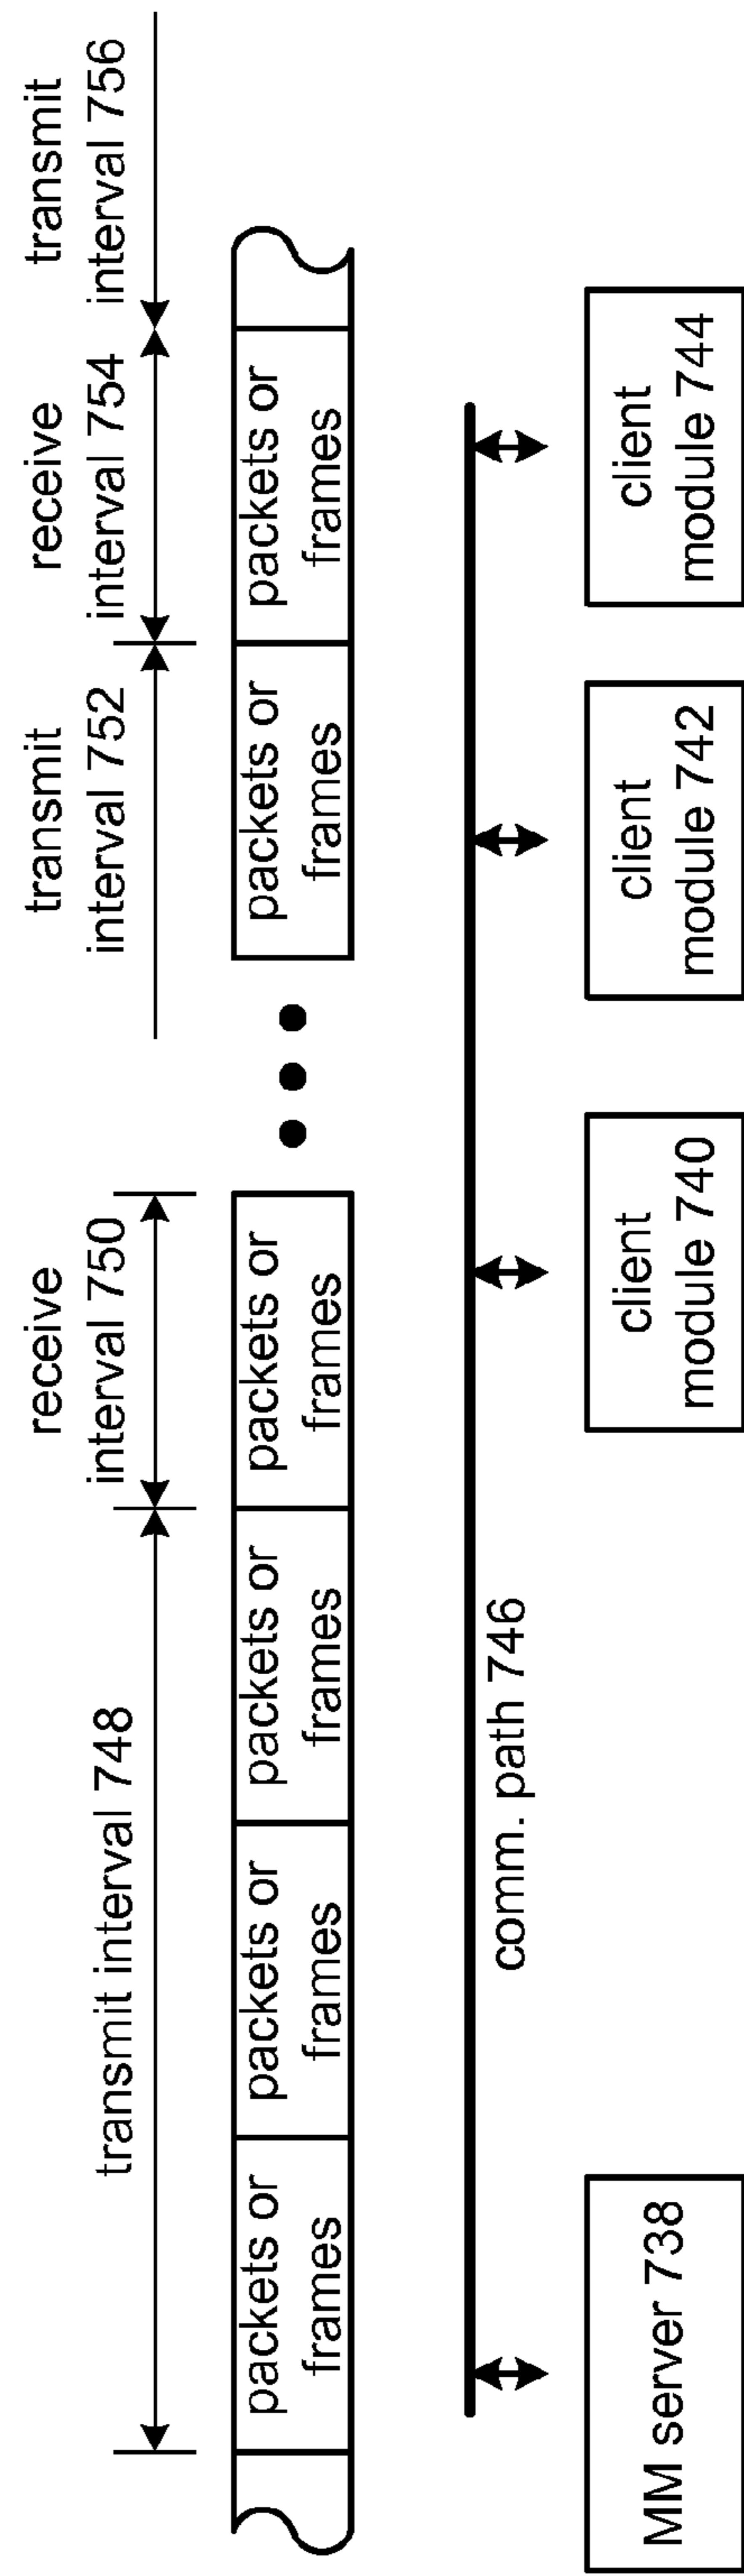 transmit interval 748
receive
interval 750
transmit
interval 752
receive
interval 754
transmit
interval 756
packets or
frames
packets or
frames
packets or
frames
packets or
frames
packets or
frames
packets or
frames
comm. path 746
MM server 738
client
module 740
client
module 742
client
module 744